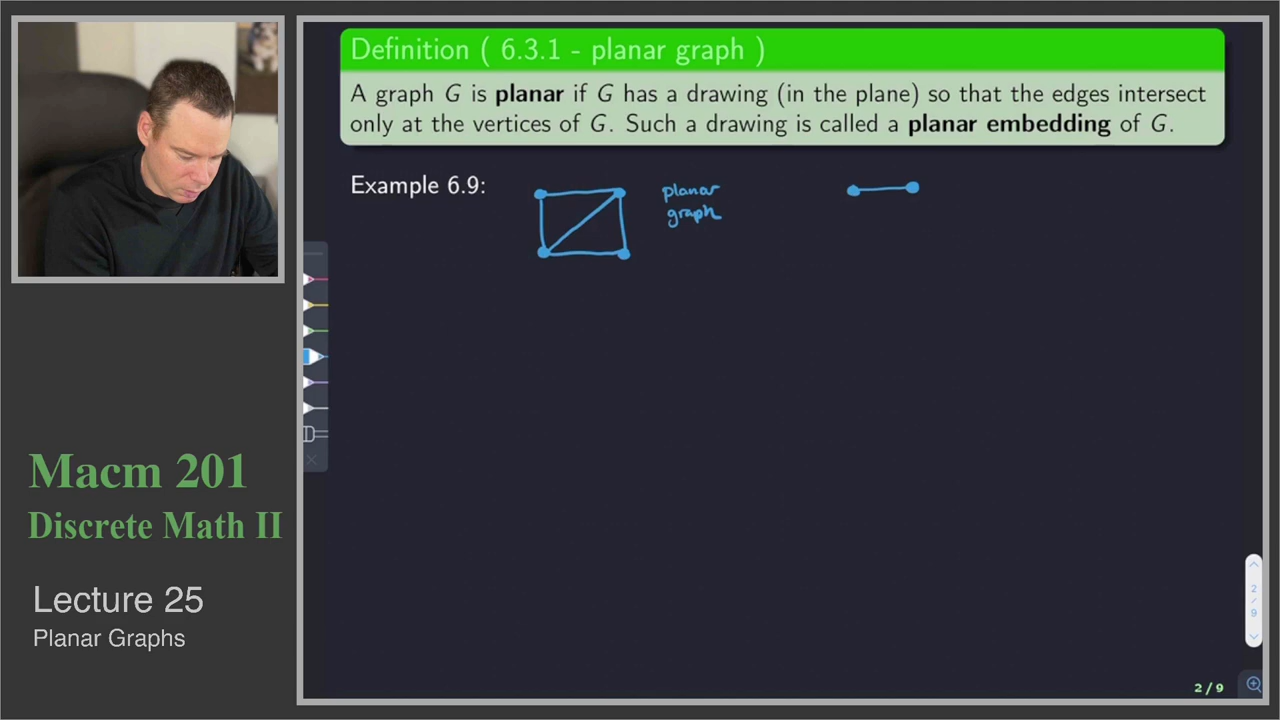 Definition ( 6.3.1 - planar graph )
A graph G is planar if G has a drawing (in the plane) so that the edges intersect
only at the vertices of G. Such a drawing is called a planar embedding of G.
Example 6.9:
planar
graph
Macm 201
Discrete Math II
Lecture 25
Planar Graphs
2
/
9
2 / 9